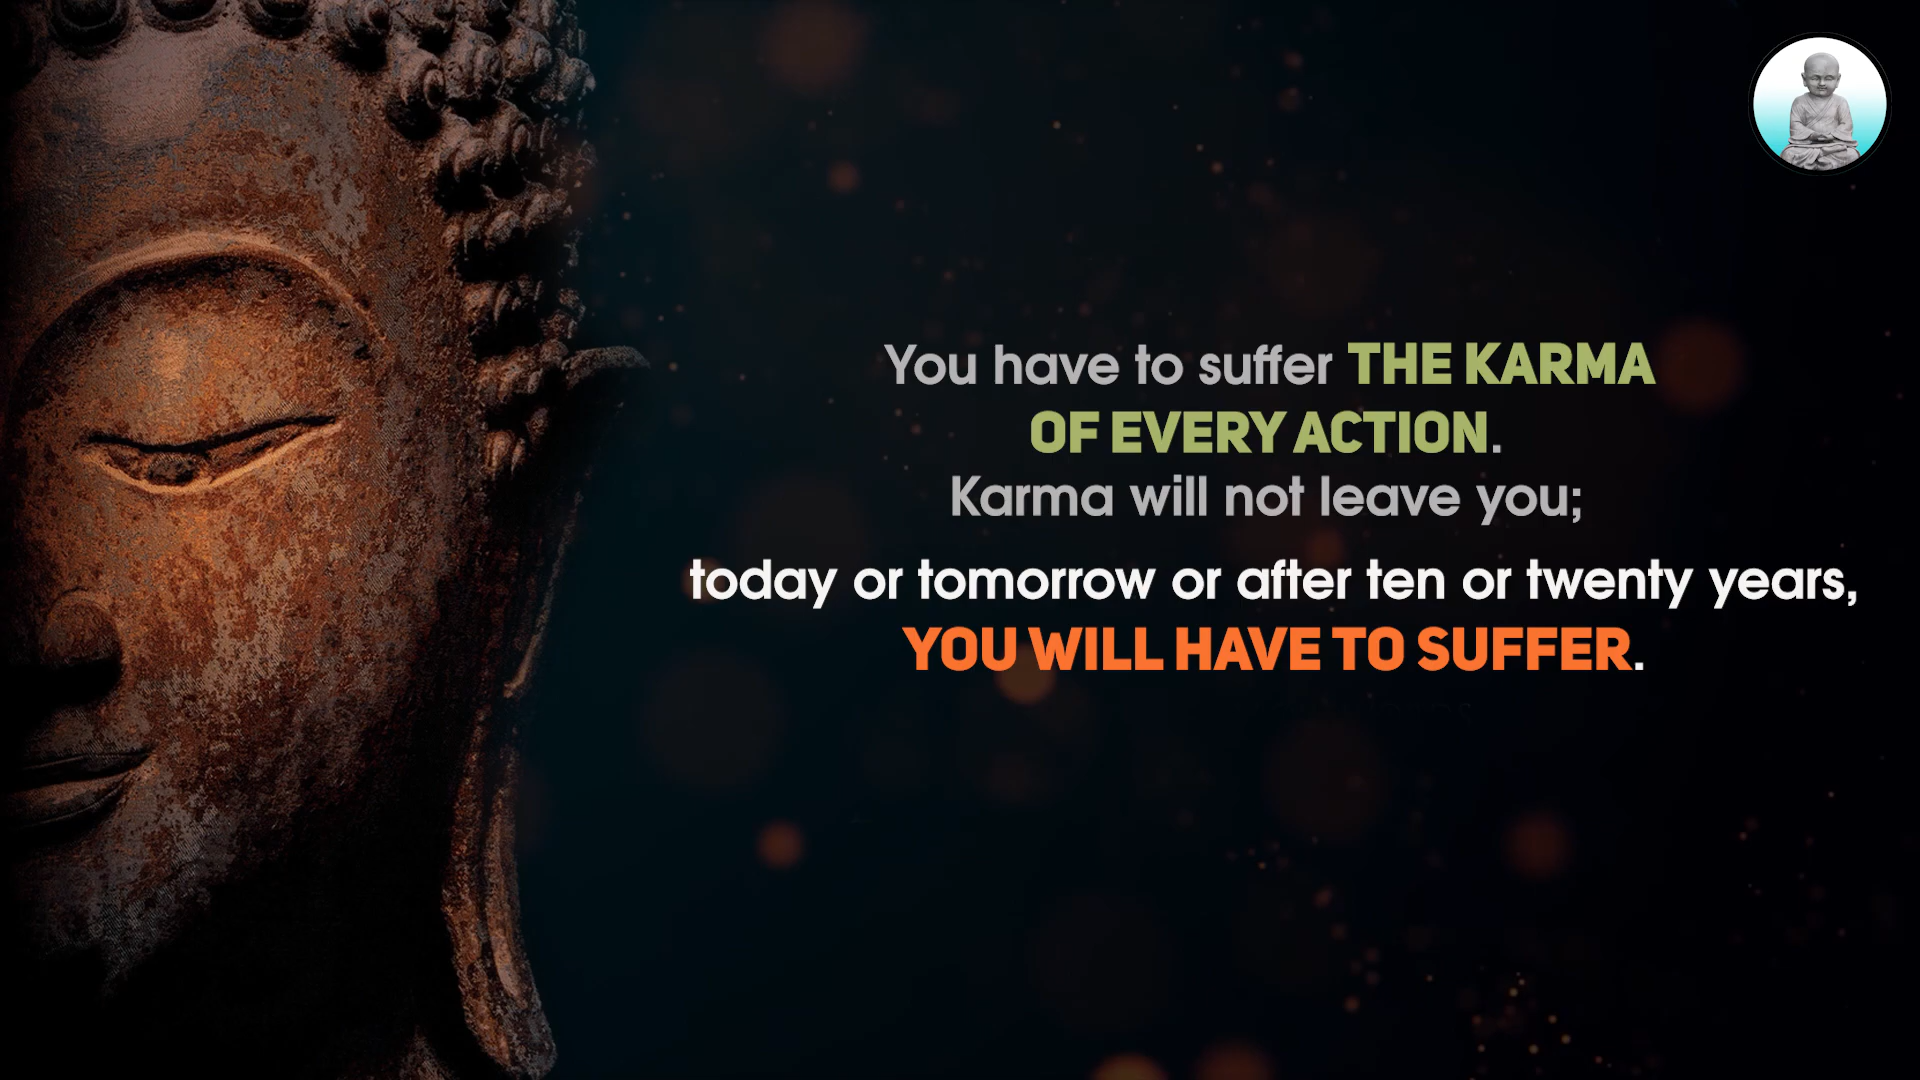 You have to suffer THE KARMA
OF EVERY ACTION.
Karma will not leave you;
today or tomorrow or after ten or twenty years,
YOU WILL HAVE TO SUFFER.